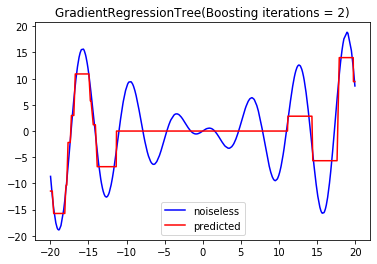 GradientRegressionTree(Boosting iterations = 2)
20
15
10
5
0
−5
−10
−15
−20
noiseless
predicted
−20 −15 −10 −5 0 5 10 15 20